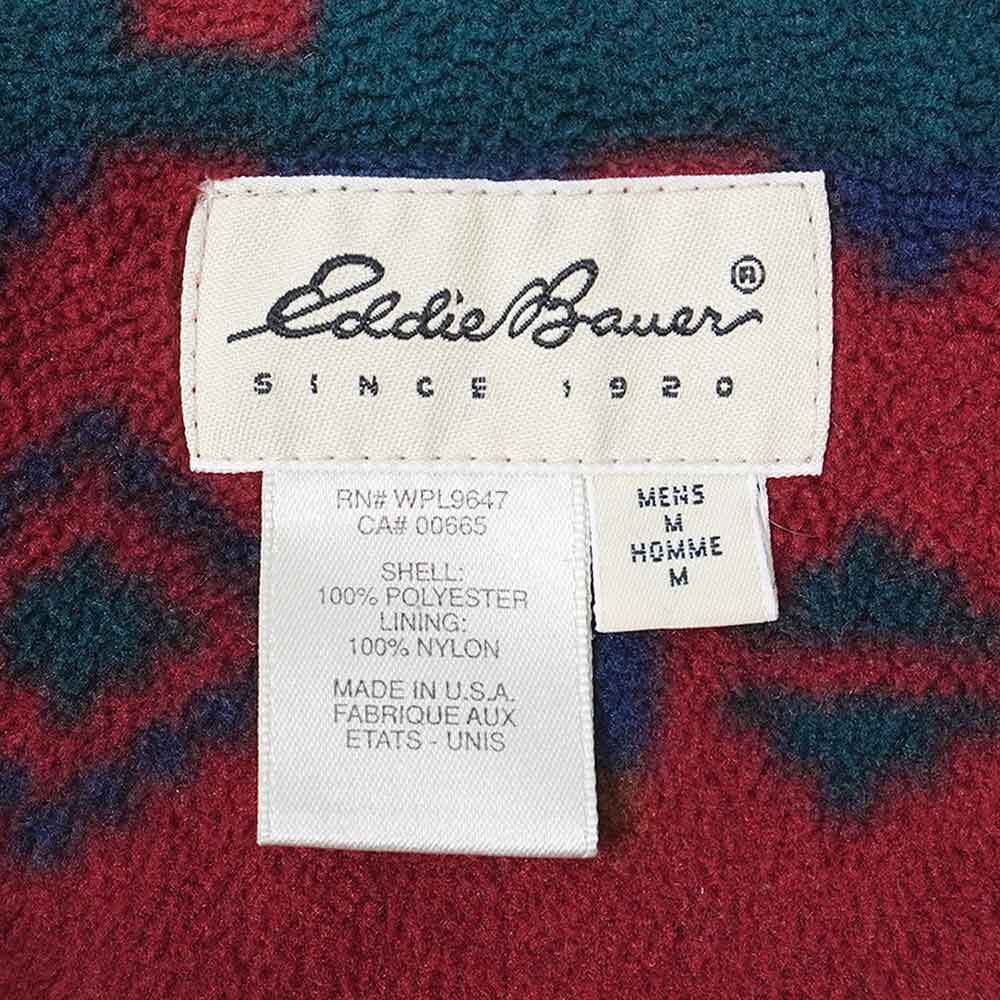 Eddie Bauer®
SINCE 1920
RN# WPL9647
CA# 00665
SHELL:
100% POLYESTER
LINING:
100% NYLON
MADE IN U.S.A.
FABRIQUE AUX
ETATS - UNIS
MENS
M
HOMME
M